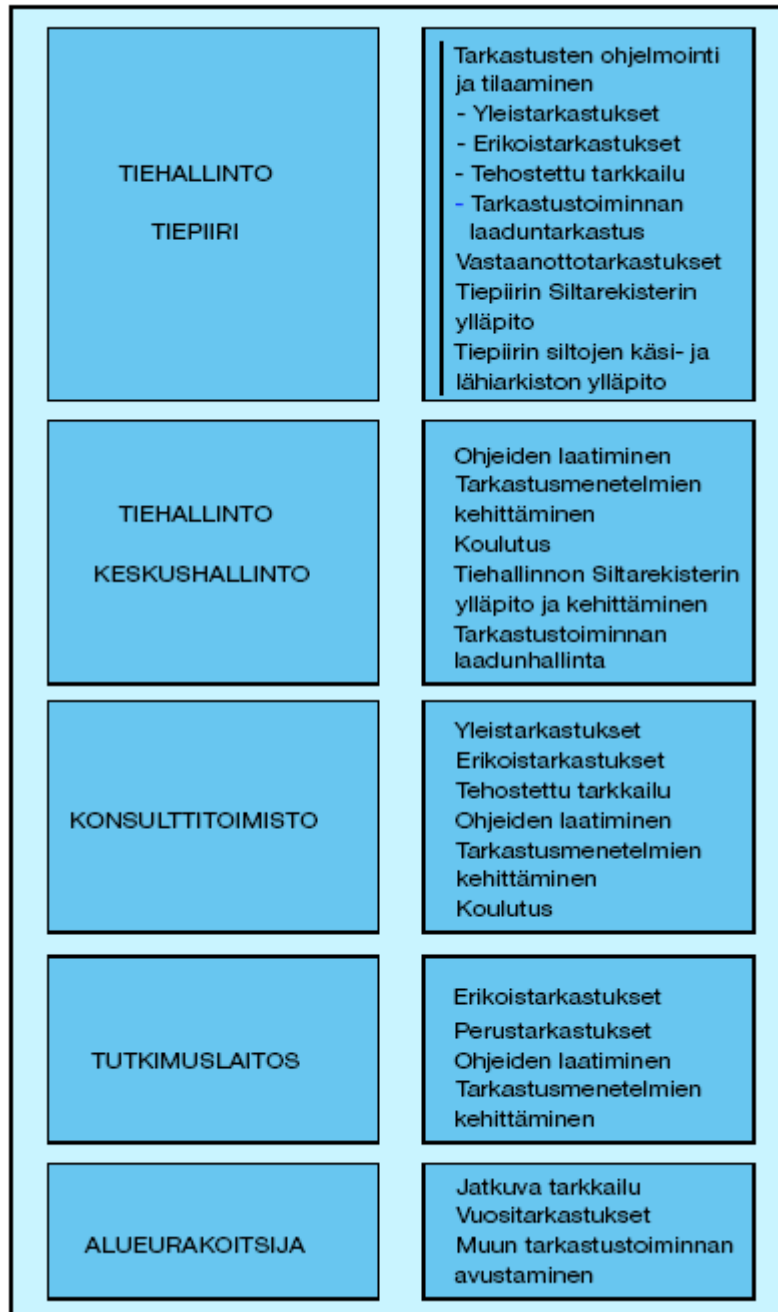 TIEHALLINTO
TIEPIIRI
Tarkastusten ohjelmointi
ja tilaaminen
- Yleistarkastukset
- Erikoistarkastukset
- Tehostettu tarkkailu
- Tarkastustoiminnan
laaduntarkastus
Vastaanottotarkastukset
Tiepiirin Siltarekisterin
ylläpito
Tiepiirin siltojen käsi- ja
lähiarkiston ylläpito
TIEHALLINTO
KESKUSHALLINTO
Ohjeiden laatiminen
Tarkastusmenetelmien
kehittäminen
Koulutus
Tiehallinnon Siltarekisterin
ylläpito ja kehittäminen
Tarkastustoiminnan
laadunhallinta
KONSULTTITOIMISTO
Yleistarkastukset
Erikoistarkastukset
Tehostettu tarkkailu
Ohjeiden laatiminen
Tarkastusmenetelmien
kehittäminen
Koulutus
TUTKIMUSLAITOS
Erikoistarkastukset
Perustarkastukset
Ohjeiden laatiminen
Tarkastusmenetelmien
kehittäminen
ALUEURAKOITSIJA
Jatkuva tarkkailu
Vuositarkastukset
Muun tarkastustoiminnan
avustaminen